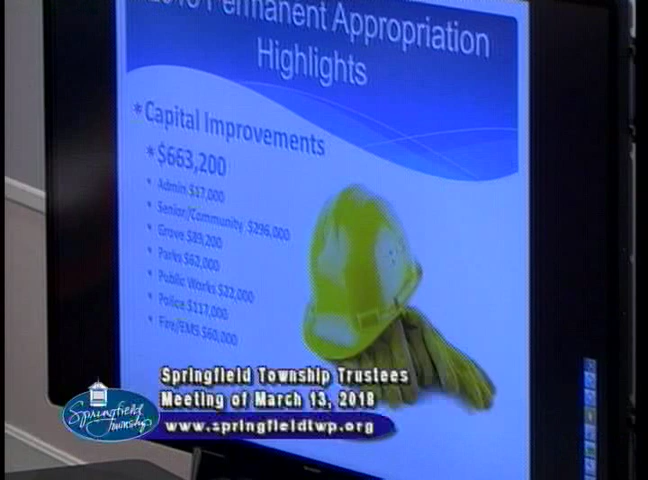 2018 Permanent Appropriation
Highlights
*Capital Improvements
*$663,200
• Admin $17,000
• Senior/Community $296,000
• Grove $89,200
• Parks $62,000
• Public Works $22,000
• Police $117,000
• Fire/EMS $60,000
Springfield Township Trustees
Meeting of March 13, 2018
www.springfieldtwp.org
Springfield
Township